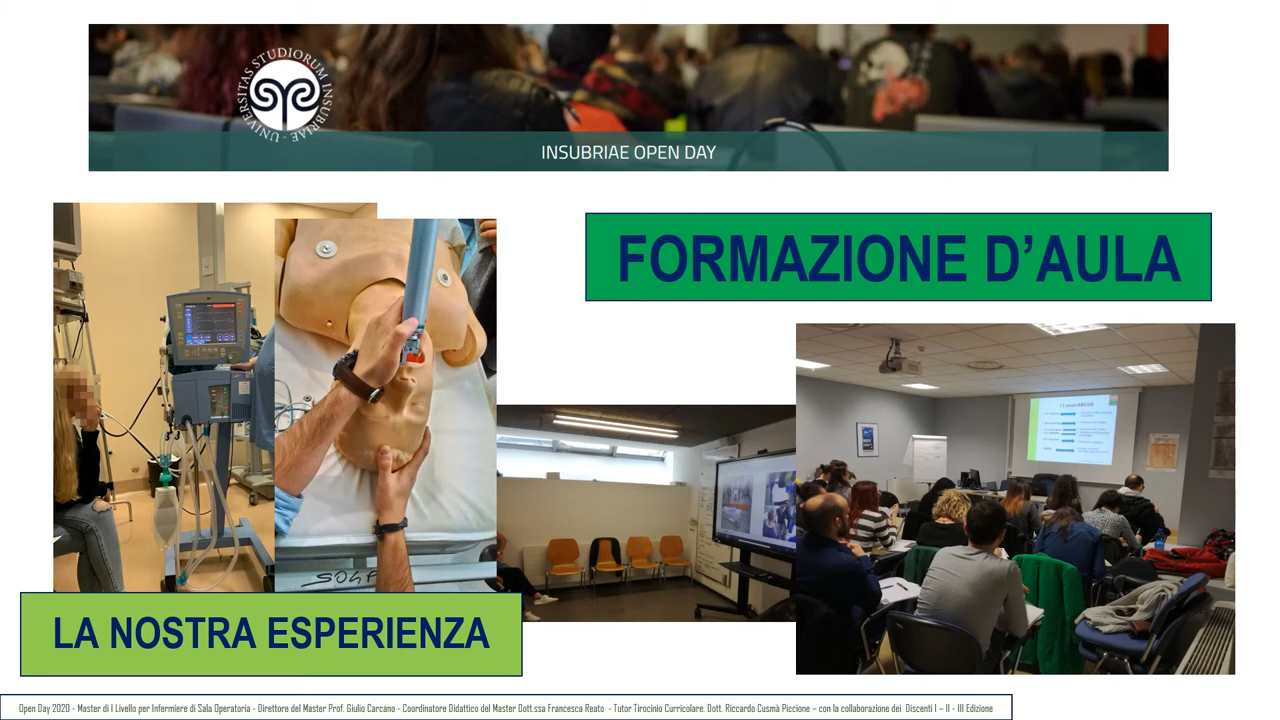 UNIVERSITAS STUDIORUM INSUBRIAE
INSUBRIAE OPEN DAY
FORMAZIONE D’AULA
LA NOSTRA ESPERIENZA
Open Day 2020 - Master di I Livello per Infermiere di Sala Operatoria - Direttore del Master Prof. Giulio Carcano - Coordinatore Didattico del Master Dott.ssa Francesca Reato - Tutor Tirocinio Curricolare: Dott. Riccardo Cusmà Piccione – con la collaborazione dei Discenti I – II - III Edizione